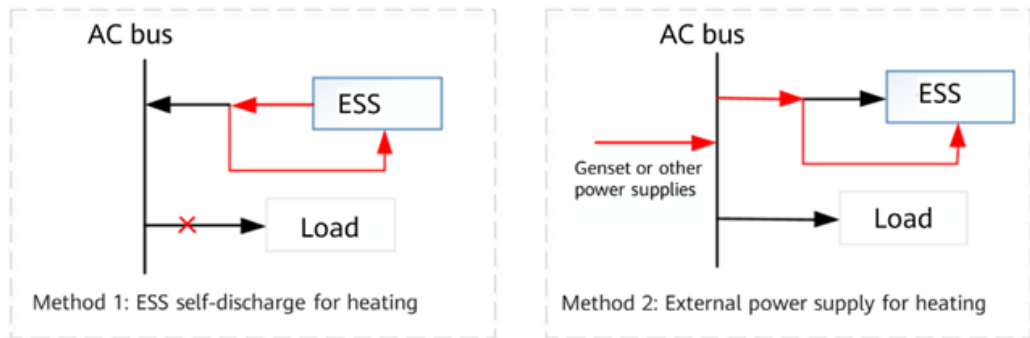 AC bus
ESS
Load
Method 1: ESS self-discharge for heating
AC bus
ESS
Genset or other
power supplies
Load
Method 2: External power supply for heating